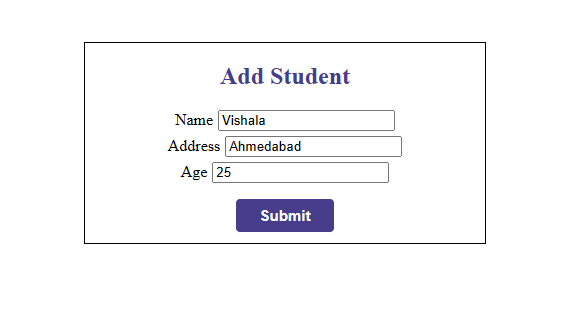 Add Student
Name Vishala
Address Ahmedabad
Age 25
Submit